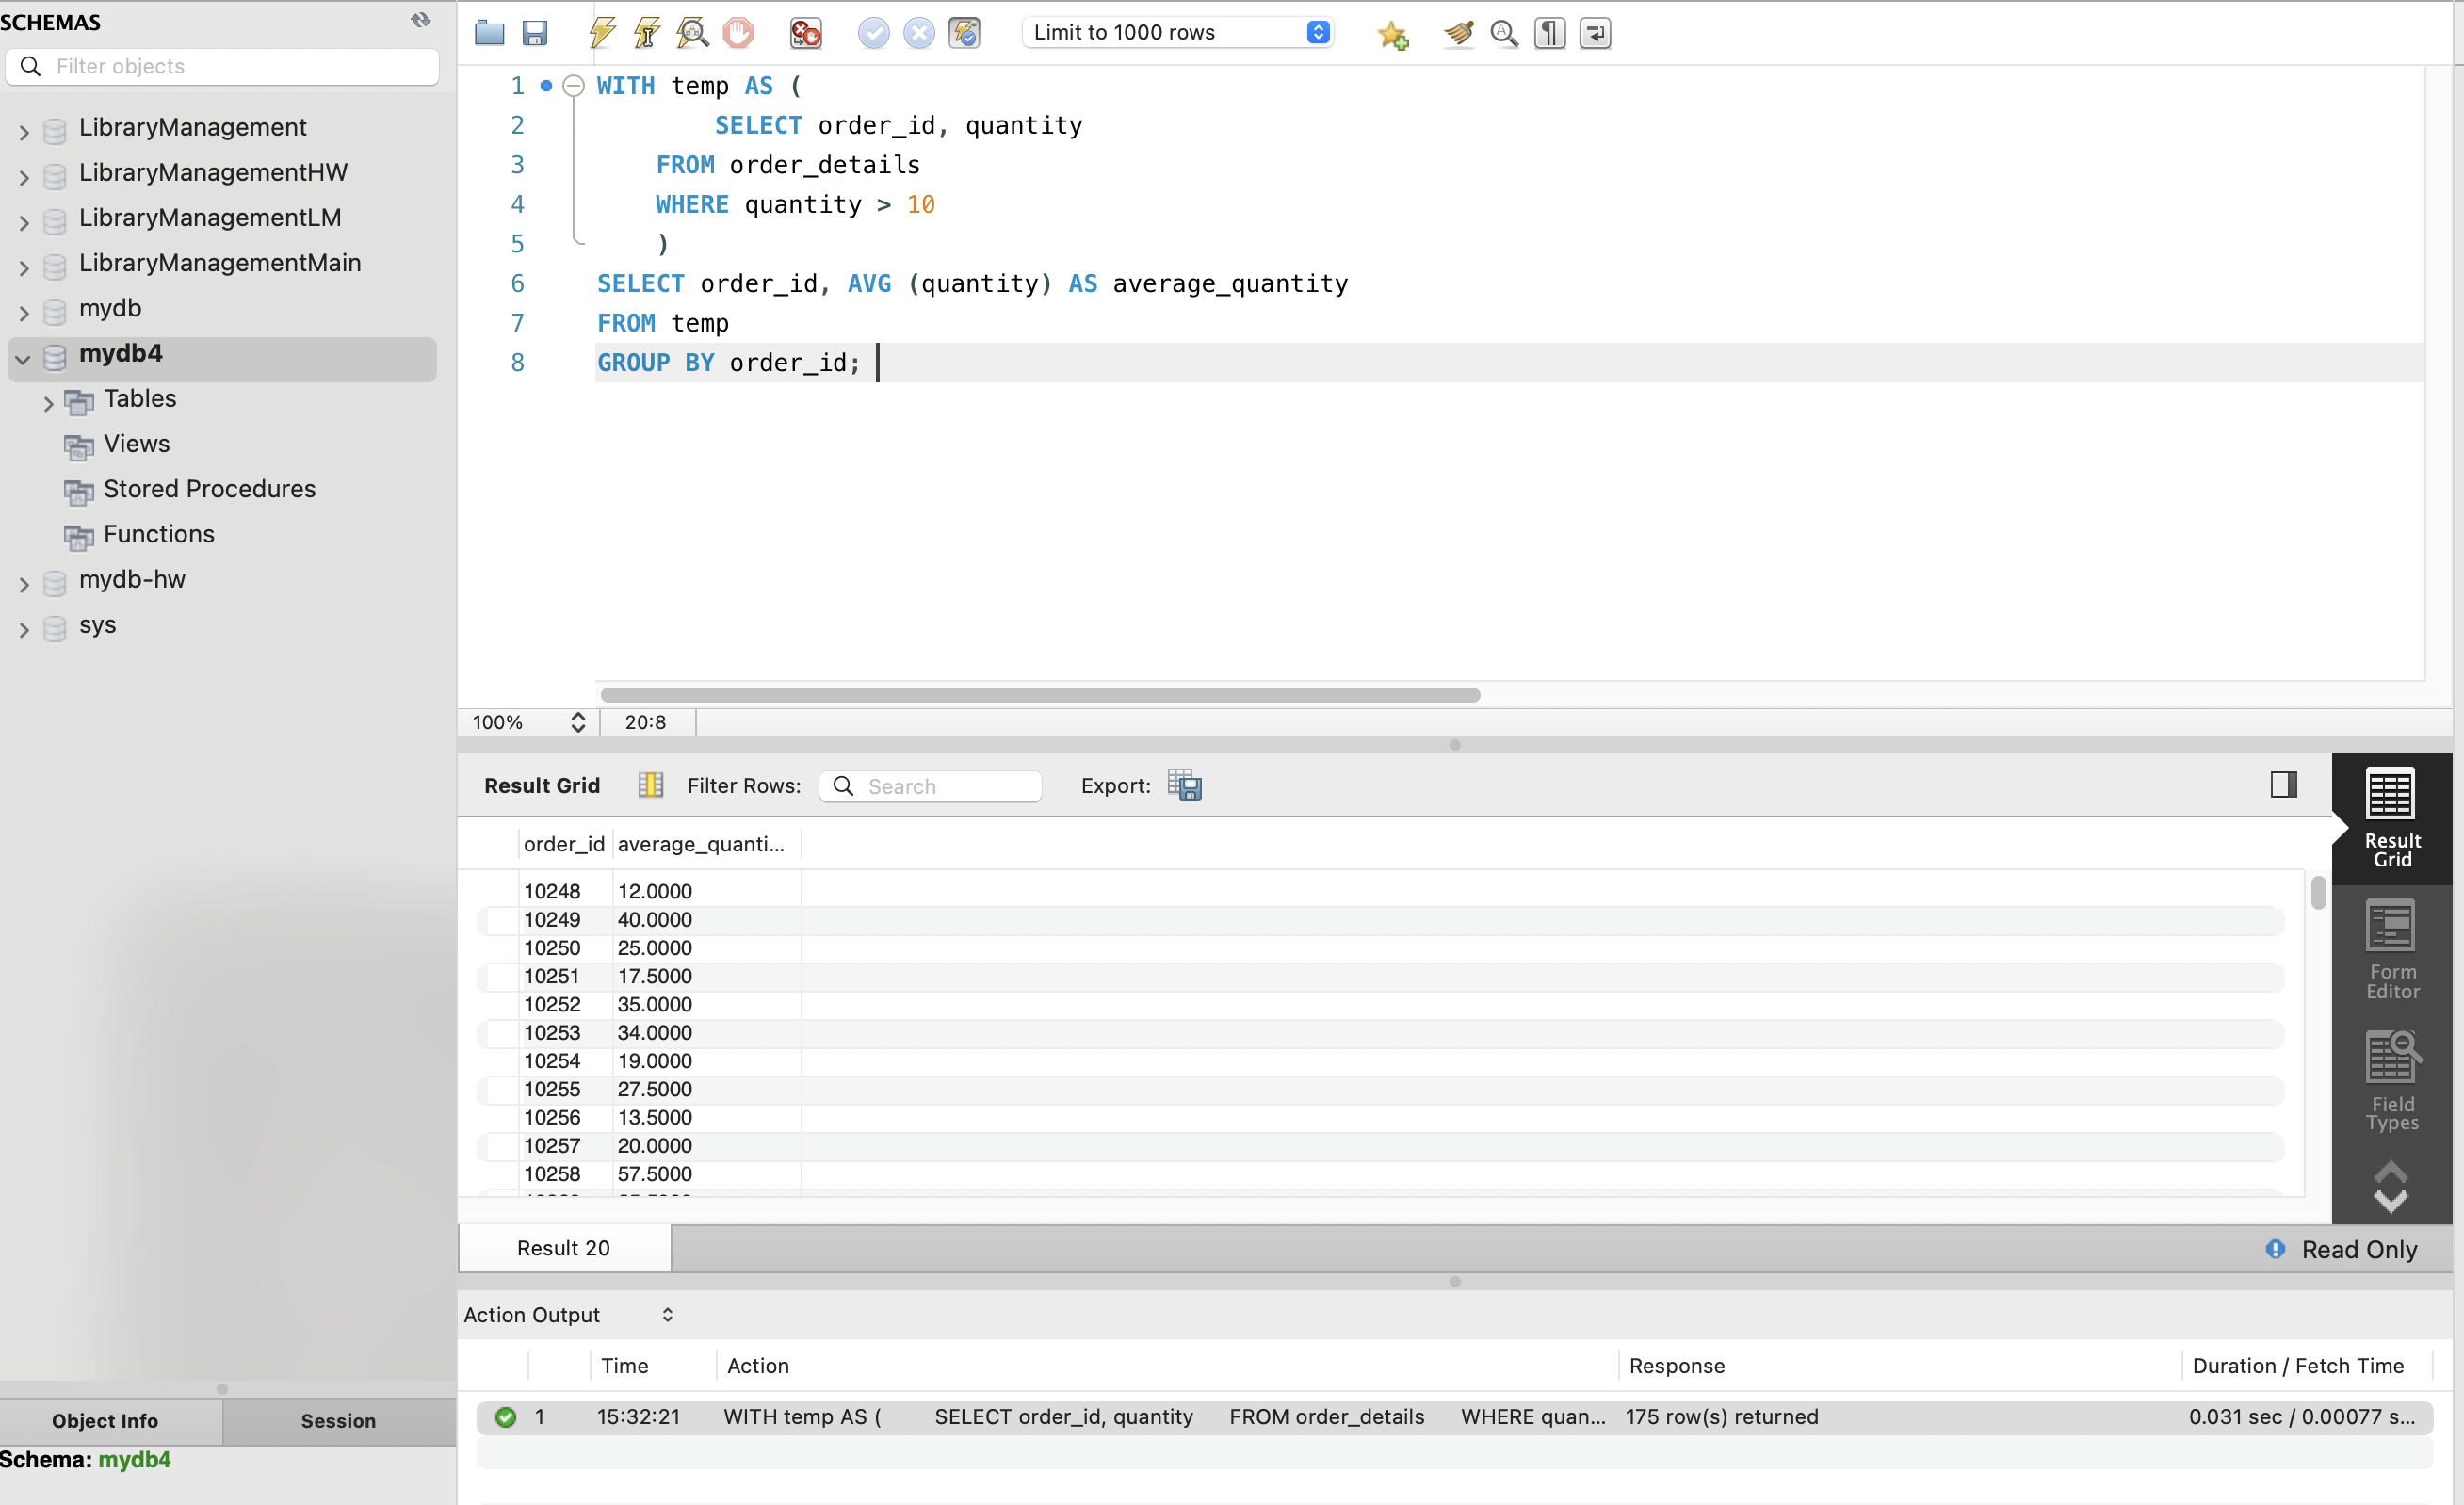 SCHEMAS
Filter objects
LibraryManagement
LibraryManagementHW
LibraryManagementLM
LibraryManagementMain
mydb
mydb4
Tables
Views
Stored Procedures
Functions
mydb-hw
sys
Object Info Session
Schema: mydb4
Limit to 1000 rows
1 WITH temp AS (
2 SELECT order_id, quantity
3 FROM order_details
4 WHERE quantity > 10
5 )
6 SELECT order_id, AVG (quantity) AS average_quantity
7 FROM temp
8 GROUP BY order_id;
100% 20:8
Result Grid Filter Rows: Search Export:
order_id average_quanti...
10248 12.0000
10249 40.0000
10250 25.0000
10251 17.5000
10252 35.0000
10253 34.0000
10254 19.0000
10255 27.5000
10256 13.5000
10257 20.0000
10258 57.5000
Result
Grid
Form
Editor
Field
Types
Result 20 Read Only
Action Output
Time Action Response Duration / Fetch Time
1 15:32:21 WITH temp AS ( SELECT order_id, quantity FROM order_details WHERE quan... 175 row(s) returned 0.031 sec / 0.00077 s...